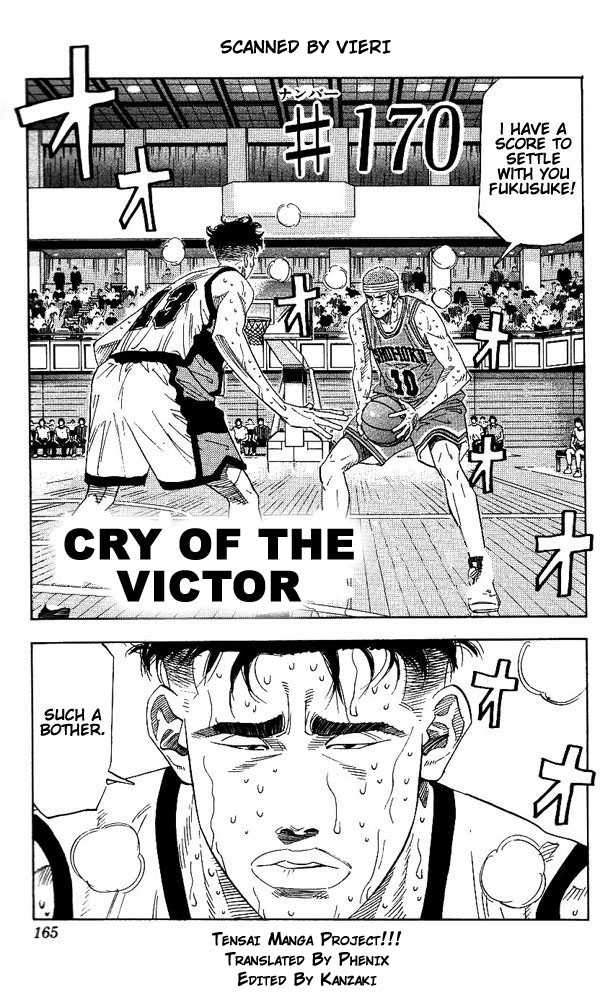 SCANNED BY VIERI
ナンバー
#170
I HAVE A
SCORE TO
SETTLE
WITH YOU
FUKUSUKE!
オ
オ
オ
オ
オ
オ
13
SHOHOKU
10
CRY OF THE
VICTOR
SUCH A
BOTHER.
オ
オ
165
TENSAI MANGA PROJECT!!!
TRANSLATED BY PHENIX
EDITED BY KANZAKI